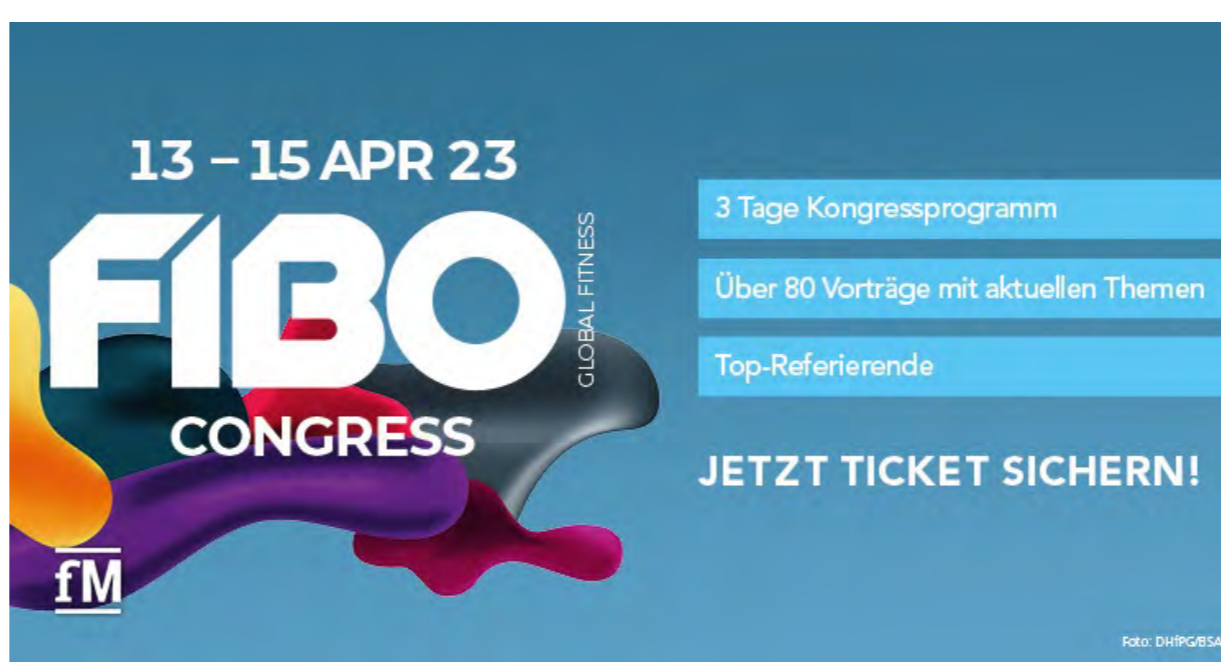 13 – 15 APR 23
FIBO
GLOBAL FITNESS
CONGRESS
3 Tage Kongressprogramm
Über 80 Vorträge mit aktuellen Themen
Top-Referierende
JETZT TICKET SICHERN!
fM
Foto: DHfPG/BSA